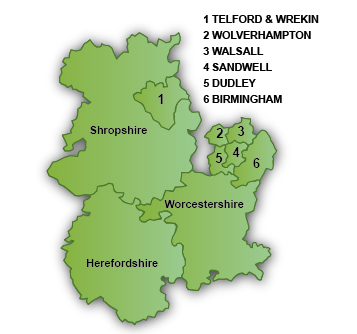 1 TELFORD & WREKIN
2 WOLVERHAMPTON
3 WALSALL
4 SANDWELL
5 DUDLEY
6 BIRMINGHAM
1
Shropshire
2
3
4
5
6
Worcestershire
Herefordshire